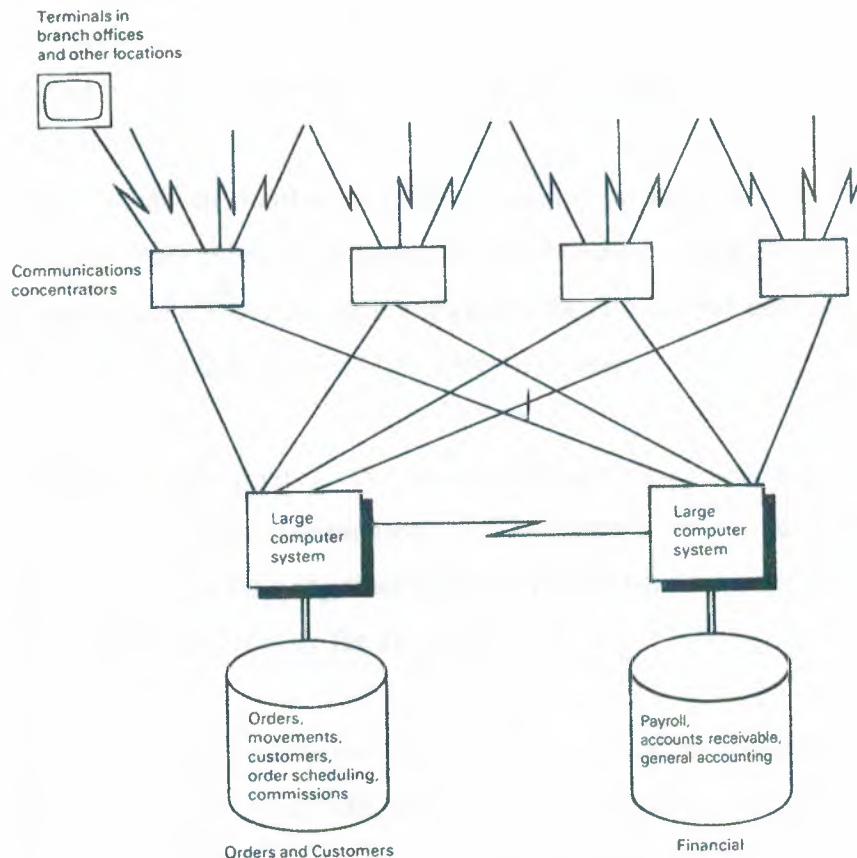 Terminals in
branch offices
and other locations
Communications
concentrators
Large
computer
system
Large
computer
system
Orders,
movements,
customers,
order scheduling,
commissions
Payroll,
accounts receivable,
general accounting
Orders and Customers
Financial